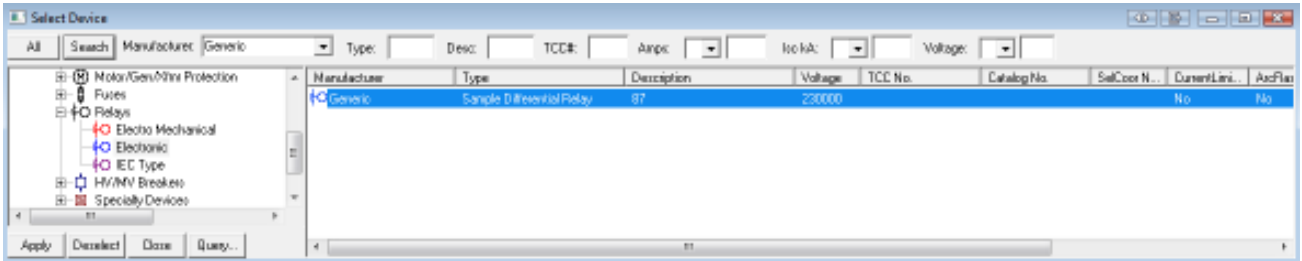 Select Device
All Search Manufacturer: Generic Type: Desc: TCC#: Amps: Isc kA: Voltage:
Motor/Gen/Xfmr Protection
Fuses
Relays
Electro Mechanical
Electronic
IEC Type
HV/MV Breakers
Specialty Devices
Apply Deselect Close Query...
Manufacturer Type Description Voltage TCC No. Catalog No. SelCoor N... CurrentLimi... ArcFlas
Generic Sample Differential Relay 87 230000 No No